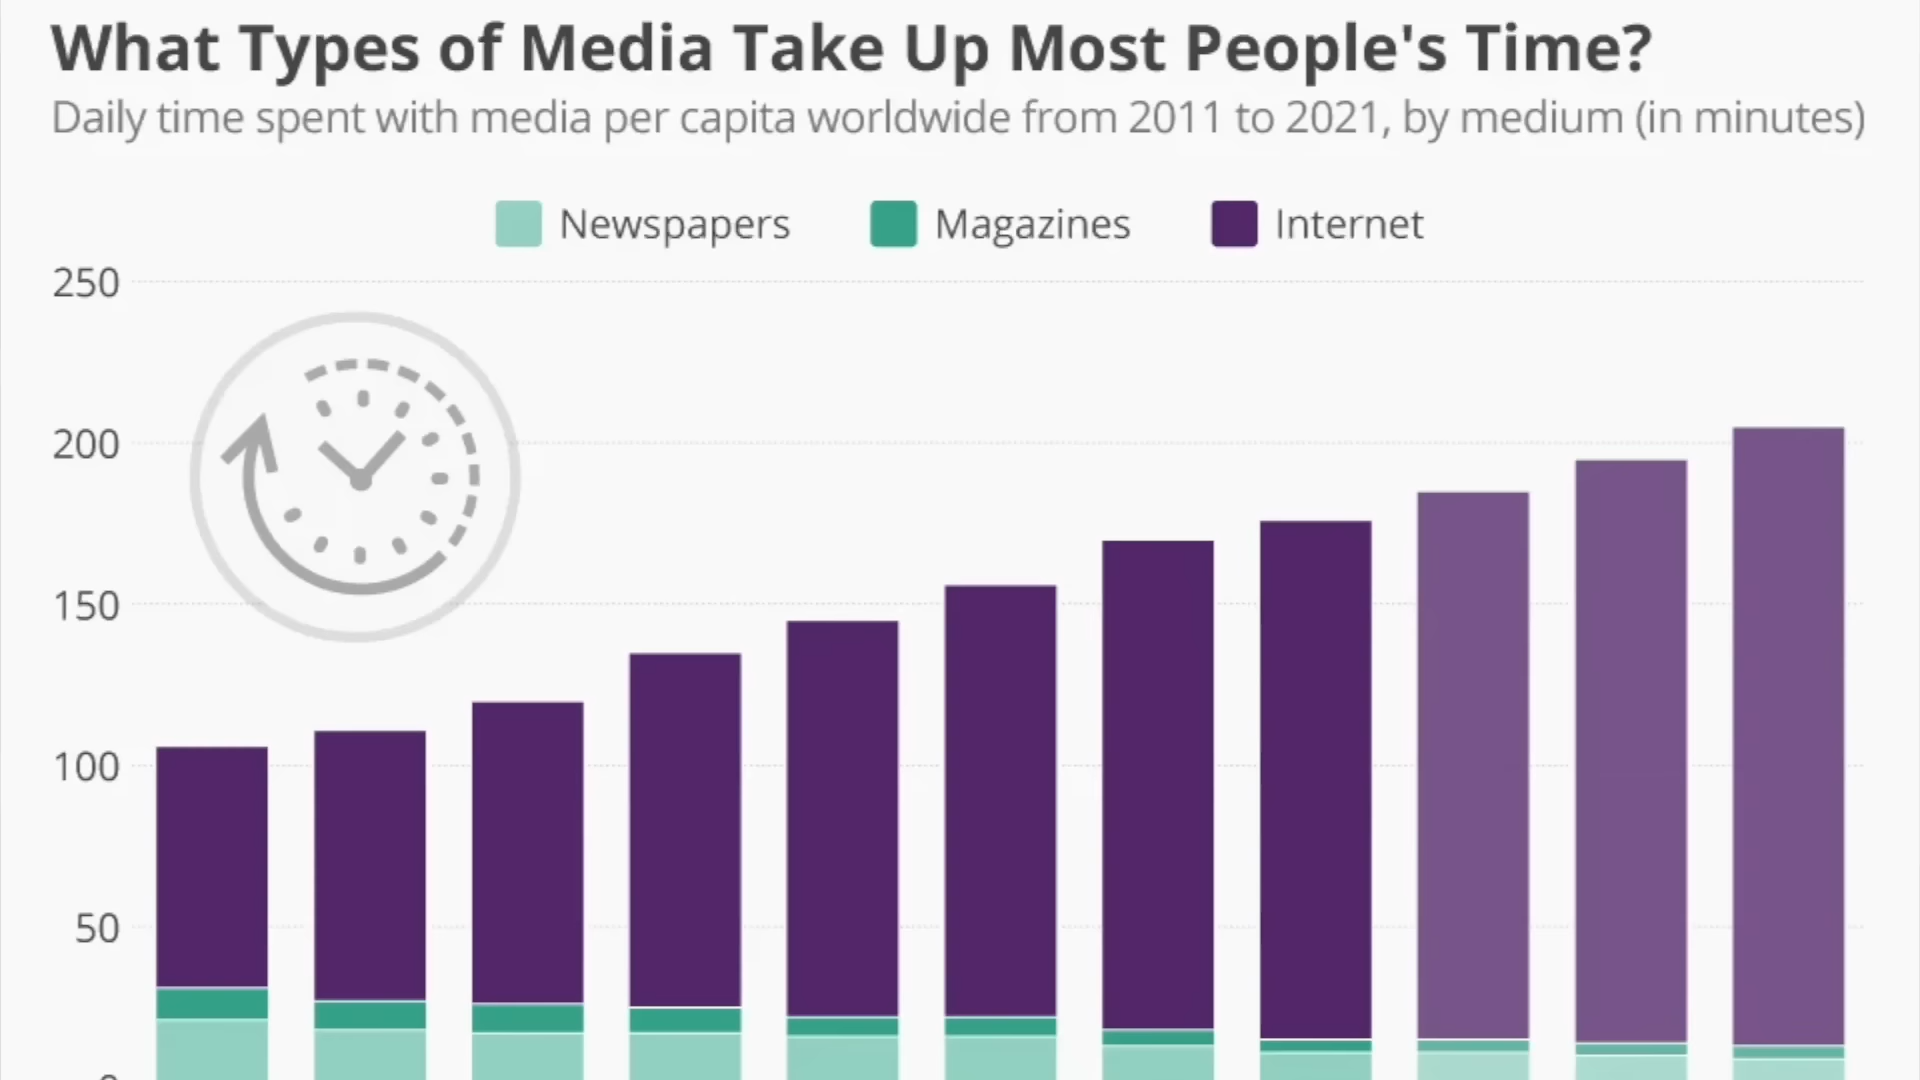 What Types of Media Take Up Most People's Time?
Daily time spent with media per capita worldwide from 2011 to 2021, by medium (in minutes)
Newspapers Magazines Internet
250
200
150
100
50